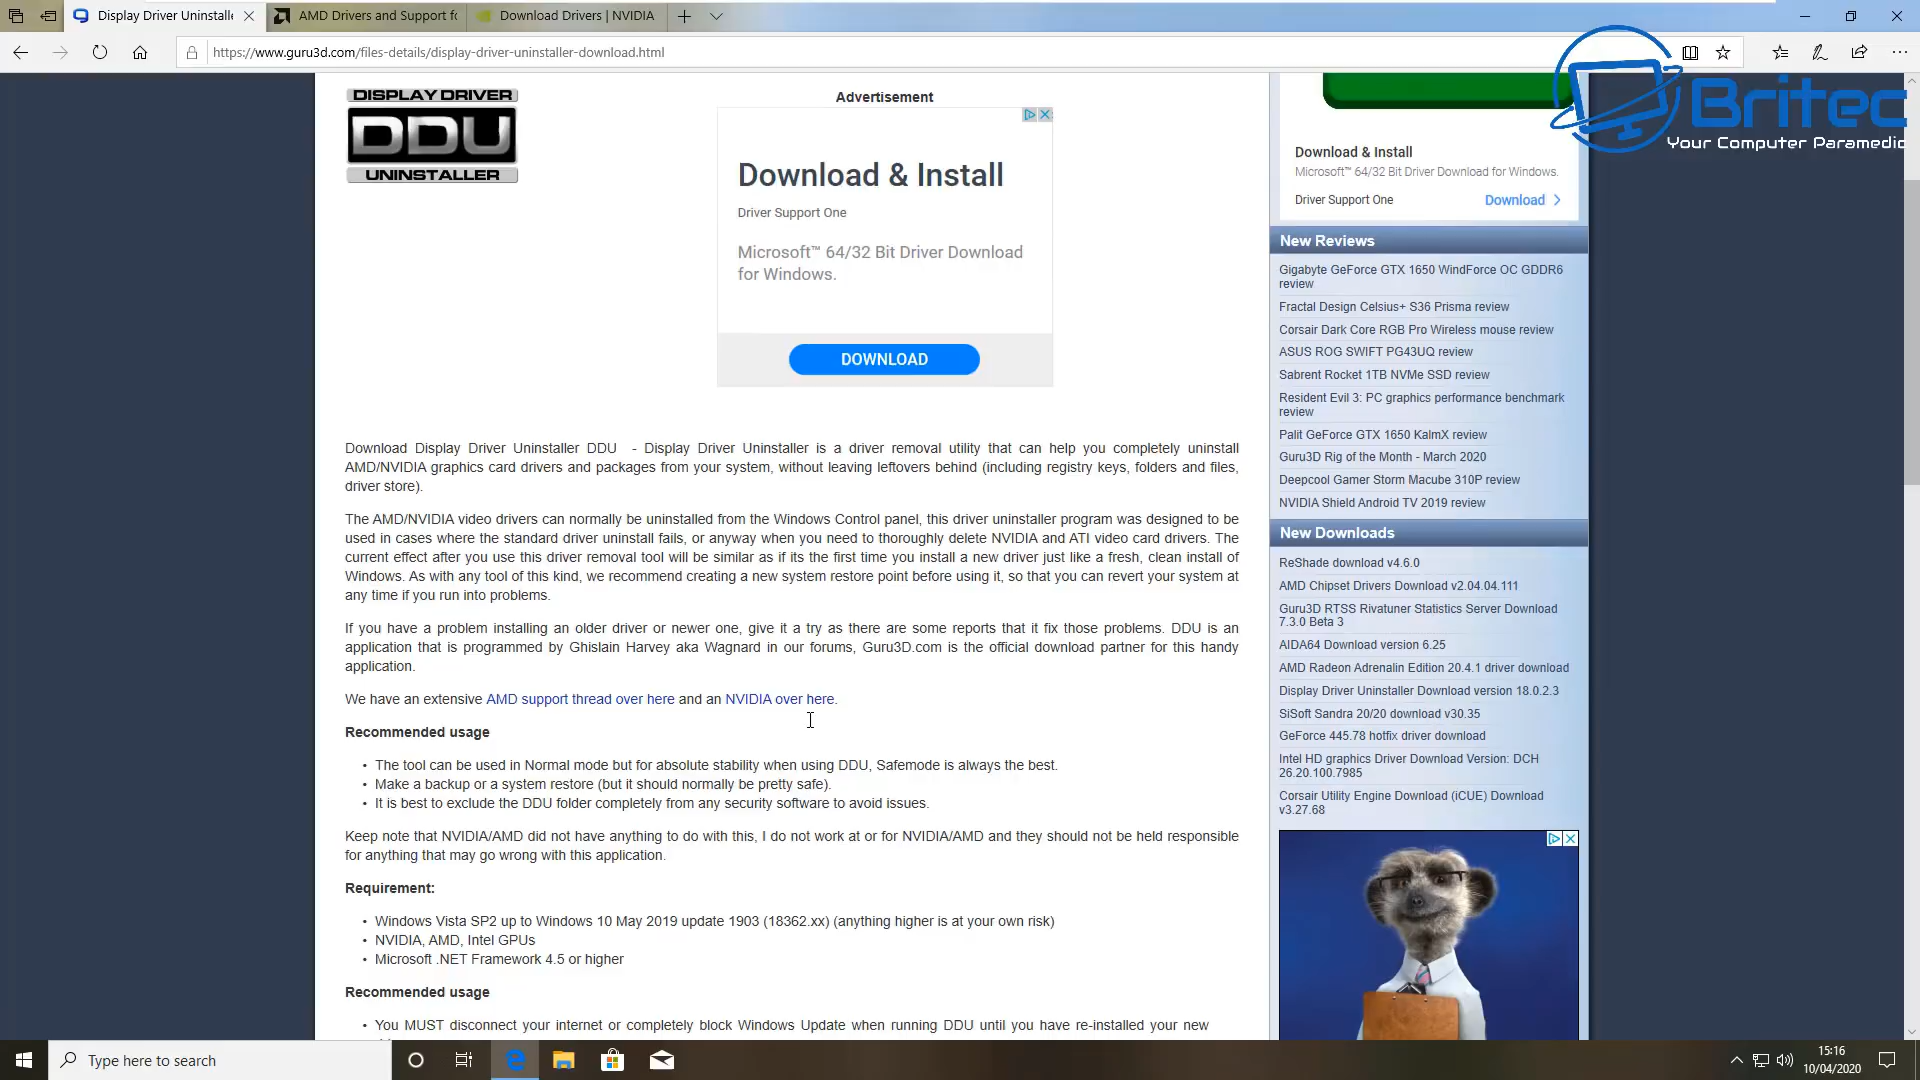 Display Driver Uninstalle
AMD Drivers and Support fo
Download Drivers | NVIDIA
https://www.guru3d.com/files-details/display-driver-uninstaller-download.html
Britec
Your Computer Paramedic
DISPLAY DRIVER
DDU
UNINSTALLER
Advertisement
Download & Install
Driver Support One
Microsoft™ 64/32 Bit Driver Download
for Windows.
DOWNLOAD
Download Display Driver Uninstaller DDU - Display Driver Uninstaller is a driver removal utility that can help you completely uninstall
AMD/NVIDIA graphics card drivers and packages from your system, without leaving leftovers behind (including registry keys, folders and files,
driver store).
The AMD/NVIDIA video drivers can normally be uninstalled from the Windows Control panel, this driver uninstaller program was designed to be
used in cases where the standard driver uninstall fails, or anyway when you need to thoroughly delete NVIDIA and ATI video card drivers. The
current effect after you use this driver removal tool will be similar as if its the first time you install a new driver just like a fresh, clean install of
Windows. As with any tool of this kind, we recommend creating a new system restore point before using it, so that you can revert your system at
any time if you run into problems.
If you have a problem installing an older driver or newer one, give it a try as there are some reports that it fix those problems. DDU is an
application that is programmed by Ghislain Harvey aka Wagnard in our forums, Guru3D.com is the official download partner for this handy
application.
We have an extensive AMD support thread over here and an NVIDIA over here.
Recommended usage
• The tool can be used in Normal mode but for absolute stability when using DDU, Safemode is always the best.
• Make a backup or a system restore (but it should normally be pretty safe).
• It is best to exclude the DDU folder completely from any security software to avoid issues.
Keep note that NVIDIA/AMD did not have anything to do with this, I do not work at or for NVIDIA/AMD and they should not be held responsible
for anything that may go wrong with this application.
Requirement:
• Windows Vista SP2 up to Windows 10 May 2019 update 1903 (18362.xx) (anything higher is at your own risk)
• NVIDIA, AMD, Intel GPUs
• Microsoft .NET Framework 4.5 or higher
Recommended usage
• You MUST disconnect your internet or completely block Windows Update when running DDU until you have re-installed your new
Download & Install
Microsoft™ 64/32 Bit Driver Download for Windows.
Driver Support One
Download
New Reviews
Gigabyte GeForce GTX 1650 WindForce OC GDDR6
review
Fractal Design Celsius+ S36 Prisma review
Corsair Dark Core RGB Pro Wireless mouse review
ASUS ROG SWIFT PG43UQ review
Sabrent Rocket 1TB NVMe SSD review
Resident Evil 3: PC graphics performance benchmark
review
Palit GeForce GTX 1650 KalmX review
Guru3D Rig of the Month - March 2020
Deepcool Gamer Storm Macube 310P review
NVIDIA Shield Android TV 2019 review
New Downloads
ReShade download v4.6.0
AMD Chipset Drivers Download v2.04.04.111
Guru3D RTSS Rivatuner Statistics Server Download
7.3.0 Beta 3
AIDA64 Download version 6.25
AMD Radeon Adrenalin Edition 20.4.1 driver download
Display Driver Uninstaller Download version 18.0.2.3
SiSoft Sandra 20/20 download v30.35
GeForce 445.78 hotfix driver download
Intel HD graphics Driver Download Version: DCH
26.20.100.7985
Corsair Utility Engine Download (iCUE) Download
v3.27.68
Type here to search
15:16
10/04/2020